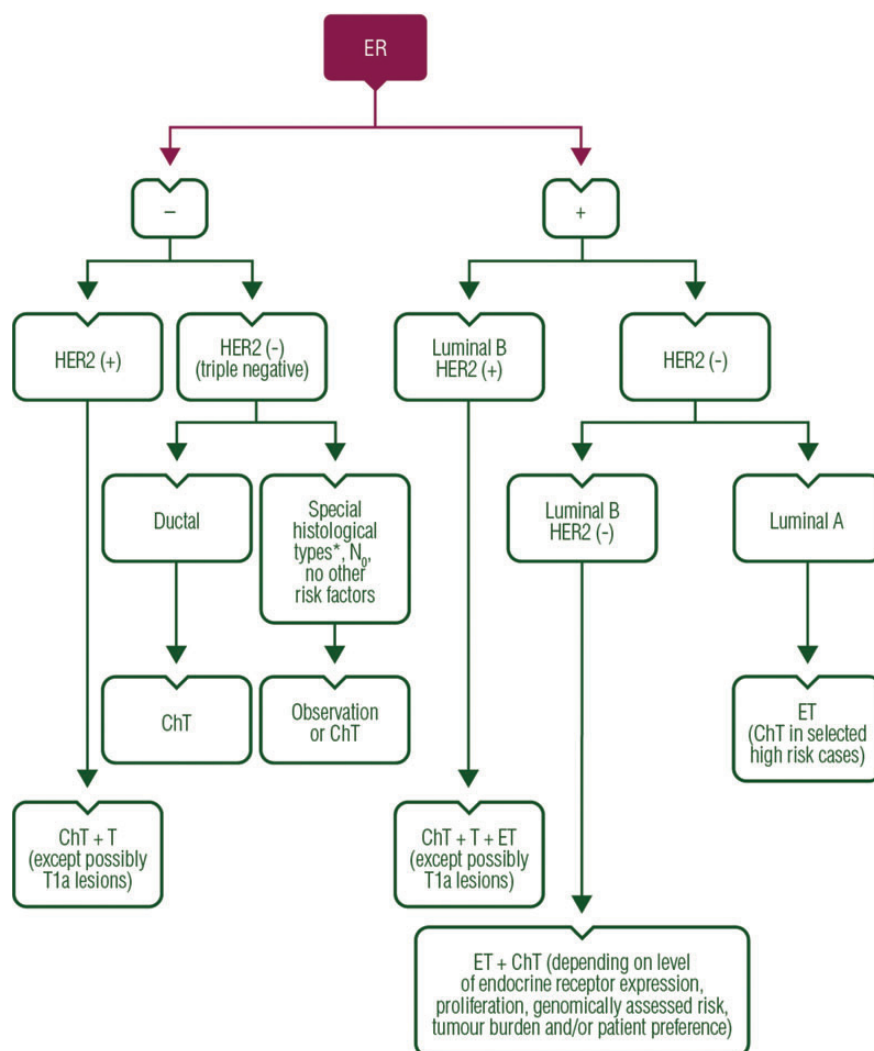 ER
–
+
HER2 (+)
HER2 (-)
(triple negative)
Luminal B
HER2 (+)
HER2 (-)
Ductal
Special
histological
types*, N₀,
no other
risk factors
Luminal B
HER2 (-)
Luminal A
ChT
Observation
or ChT
ET
(ChT in selected
high risk cases)
ChT + T
(except possibly
T1a lesions)
ChT + T + ET
(except possibly
T1a lesions)
ET + ChT (depending on level
of endocrine receptor expression,
proliferation, genomically assessed risk,
tumour burden and/or patient preference)